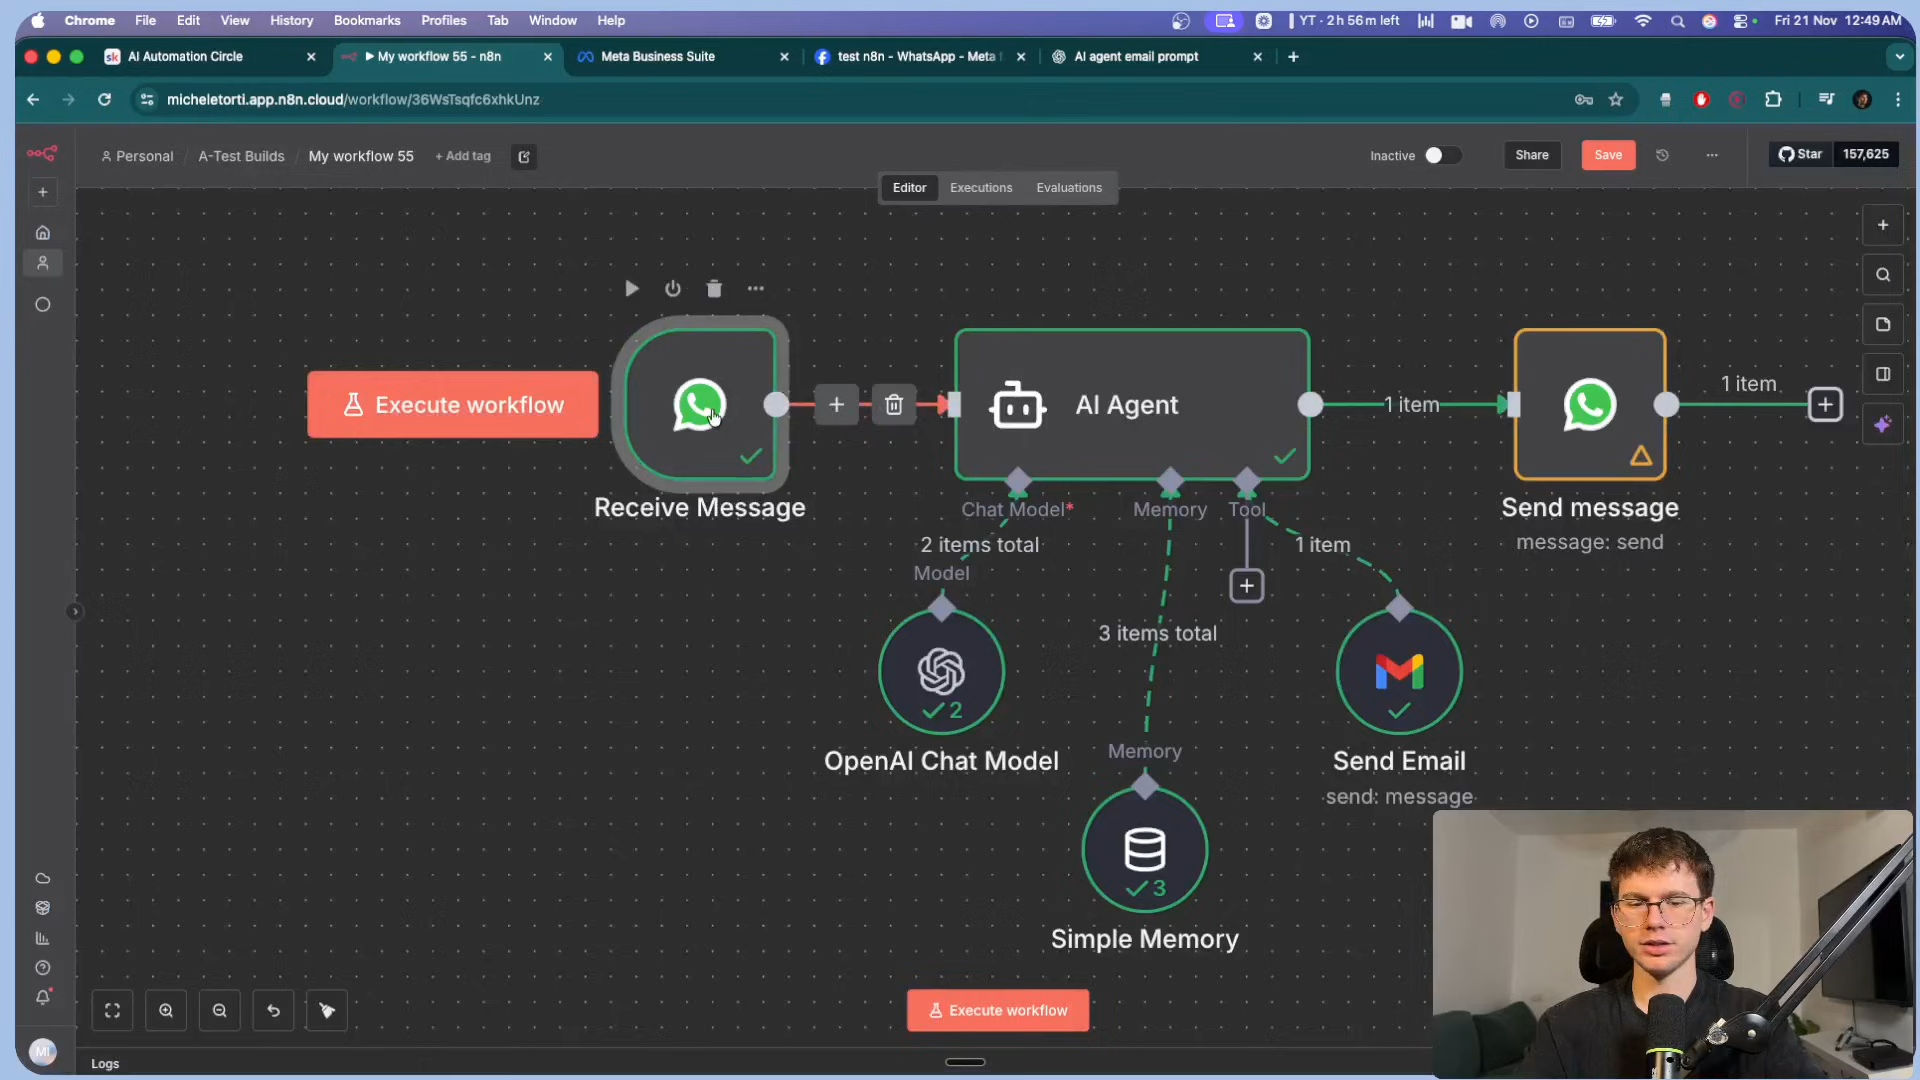 Chrome File Edit View History Bookmarks Profiles Tab Window Help
YT · 2 h 56 m left
Fri 21 Nov 12:49 AM
AI Automation Circle
My workflow 55 - n8n
Meta Business Suite
test n8n - WhatsApp - Meta
AI agent email prompt
micheletorti.app.n8n.cloud/workflow/36WsTsqfc6xhkUnz
Personal / A-Test Builds / My workflow 55 + Add tag
Inactive
Share
Save
Star 157,625
Editor Executions Evaluations
Execute workflow
AI Agent
1 item
1 item
Receive Message
Chat Model*
Memory
Tool
Send message
message: send
2 items total
1 item
Model
3 items total
2
OpenAI Chat Model
Memory
Send Email
send: message
3
Simple Memory
Execute workflow
MI
Logs